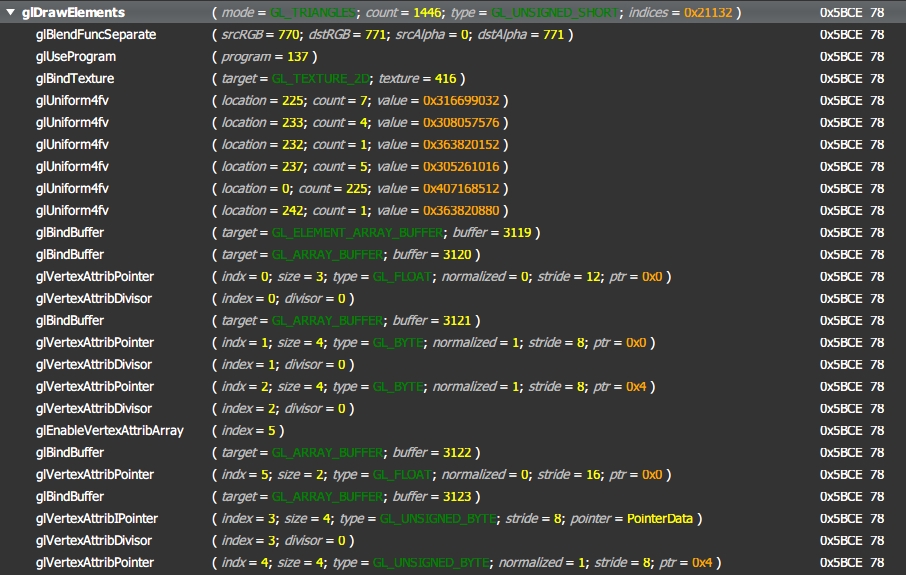 glDrawElements ( mode = GL_TRIANGLES; count = 1446; type = GL_UNSIGNED_SHORT; indices = 0x21132 ) 0x5BCE 78
glBlendFuncSeparate ( srcRGB = 770; dstRGB = 771; srcAlpha = 0; dstAlpha = 771 ) 0x5BCE 78
glUseProgram ( program = 137 ) 0x5BCE 78
glBindTexture ( target = GL_TEXTURE_2D; texture = 416 ) 0x5BCE 78
glUniform4fv ( location = 225; count = 7; value = 0x316699032 ) 0x5BCE 78
glUniform4fv ( location = 233; count = 4; value = 0x308057576 ) 0x5BCE 78
glUniform4fv ( location = 232; count = 1; value = 0x363820152 ) 0x5BCE 78
glUniform4fv ( location = 237; count = 5; value = 0x305261016 ) 0x5BCE 78
glUniform4fv ( location = 0; count = 225; value = 0x407168512 ) 0x5BCE 78
glUniform4fv ( location = 242; count = 1; value = 0x363820880 ) 0x5BCE 78
glBindBuffer ( target = GL_ELEMENT_ARRAY_BUFFER; buffer = 3119 ) 0x5BCE 78
glBindBuffer ( target = GL_ARRAY_BUFFER; buffer = 3120 ) 0x5BCE 78
glVertexAttribPointer ( indx = 0; size = 3; type = GL_FLOAT; normalized = 0; stride = 12; ptr = 0x0 ) 0x5BCE 78
glVertexAttribDivisor ( index = 0; divisor = 0 ) 0x5BCE 78
glBindBuffer ( target = GL_ARRAY_BUFFER; buffer = 3121 ) 0x5BCE 78
glVertexAttribPointer ( indx = 1; size = 4; type = GL_BYTE; normalized = 1; stride = 8; ptr = 0x0 ) 0x5BCE 78
glVertexAttribDivisor ( index = 1; divisor = 0 ) 0x5BCE 78
glVertexAttribPointer ( indx = 2; size = 4; type = GL_BYTE; normalized = 1; stride = 8; ptr = 0x4 ) 0x5BCE 78
glVertexAttribDivisor ( index = 2; divisor = 0 ) 0x5BCE 78
glEnableVertexAttribArray ( index = 5 ) 0x5BCE 78
glBindBuffer ( target = GL_ARRAY_BUFFER; buffer = 3122 ) 0x5BCE 78
glVertexAttribPointer ( indx = 5; size = 2; type = GL_FLOAT; normalized = 0; stride = 16; ptr = 0x0 ) 0x5BCE 78
glBindBuffer ( target = GL_ARRAY_BUFFER; buffer = 3123 ) 0x5BCE 78
glVertexAttribIPointer ( index = 3; size = 4; type = GL_UNSIGNED_BYTE; stride = 8; pointer = PointerData ) 0x5BCE 78
glVertexAttribDivisor ( index = 3; divisor = 0 ) 0x5BCE 78
glVertexAttribPointer ( indx = 4; size = 4; type = GL_UNSIGNED_BYTE; normalized = 1; stride = 8; ptr = 0x4 ) 0x5BCE 78